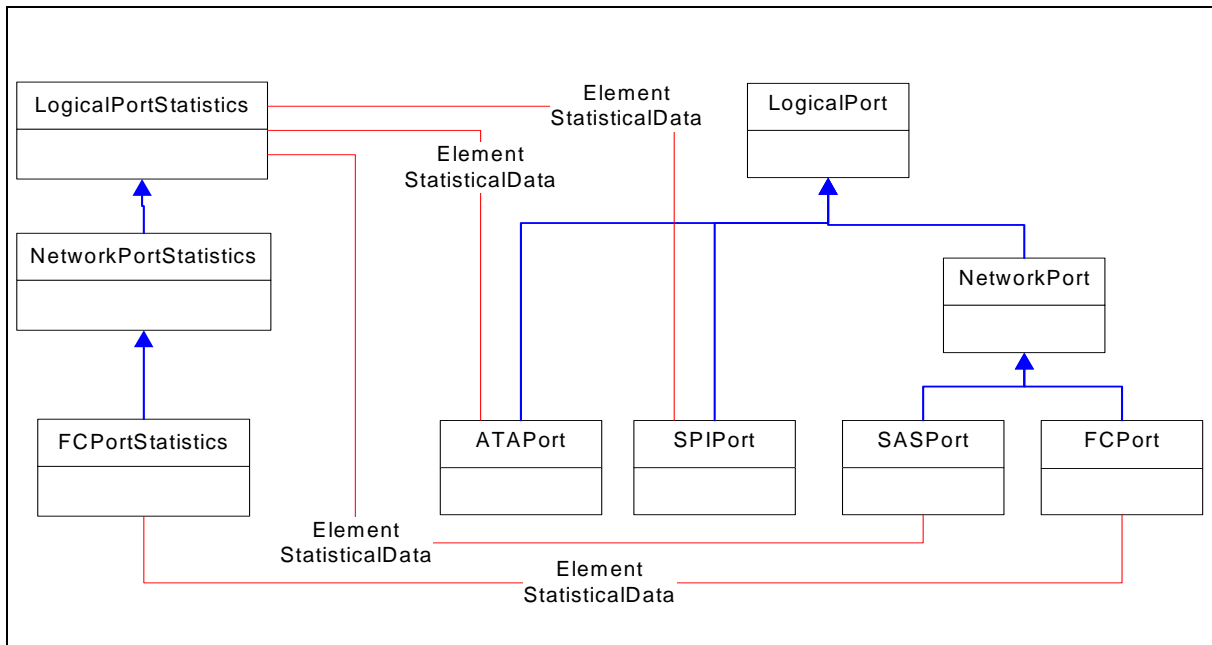 LogicalPortStatistics
Element
StatisticalData
LogicalPort
Element
StatisticalData
NetworkPortStatistics
NetworkPort
FCPortStatistics
ATAPort
SPIPort
SASPort
FCPort
Element
StatisticalData
Element
StatisticalData